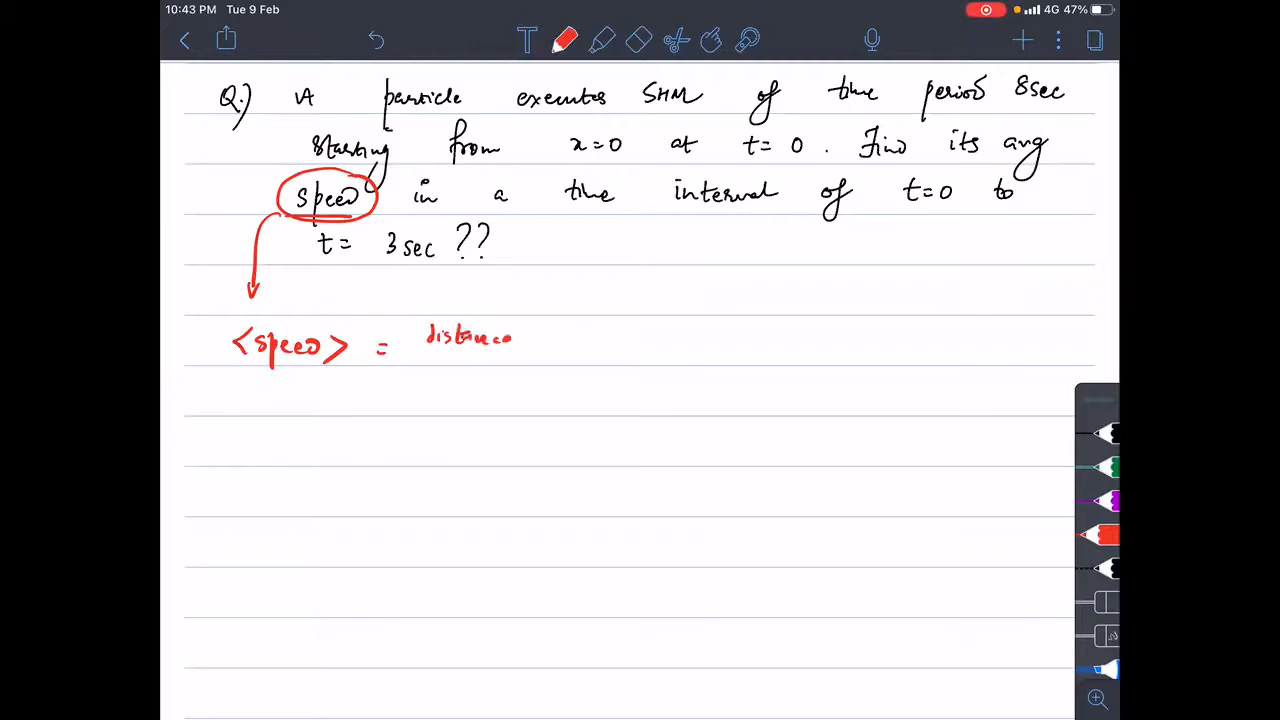 10:43 PM Tue 9 Feb 4G 47%
Q.) A particle executes SHM of time period 8sec
starting from x=0 at t=0. Find its avg
speed in a time interval of t=0 to
t= 3sec ??
<speed> = distance